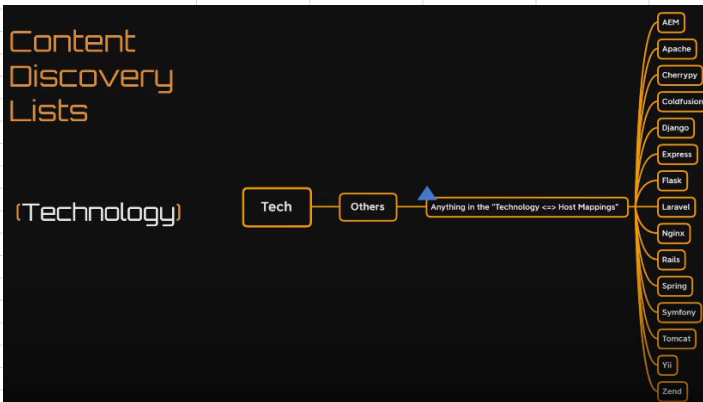 Content
Discovery
Lists
(Technology)
Tech
Others
Anything in the "Technology <=> Host Mappings"
AEM
Apache
Cherrypy
Coldfusion
Django
Express
Flask
Laravel
Nginx
Rails
Spring
Symfony
Tomcat
Yii
Zend